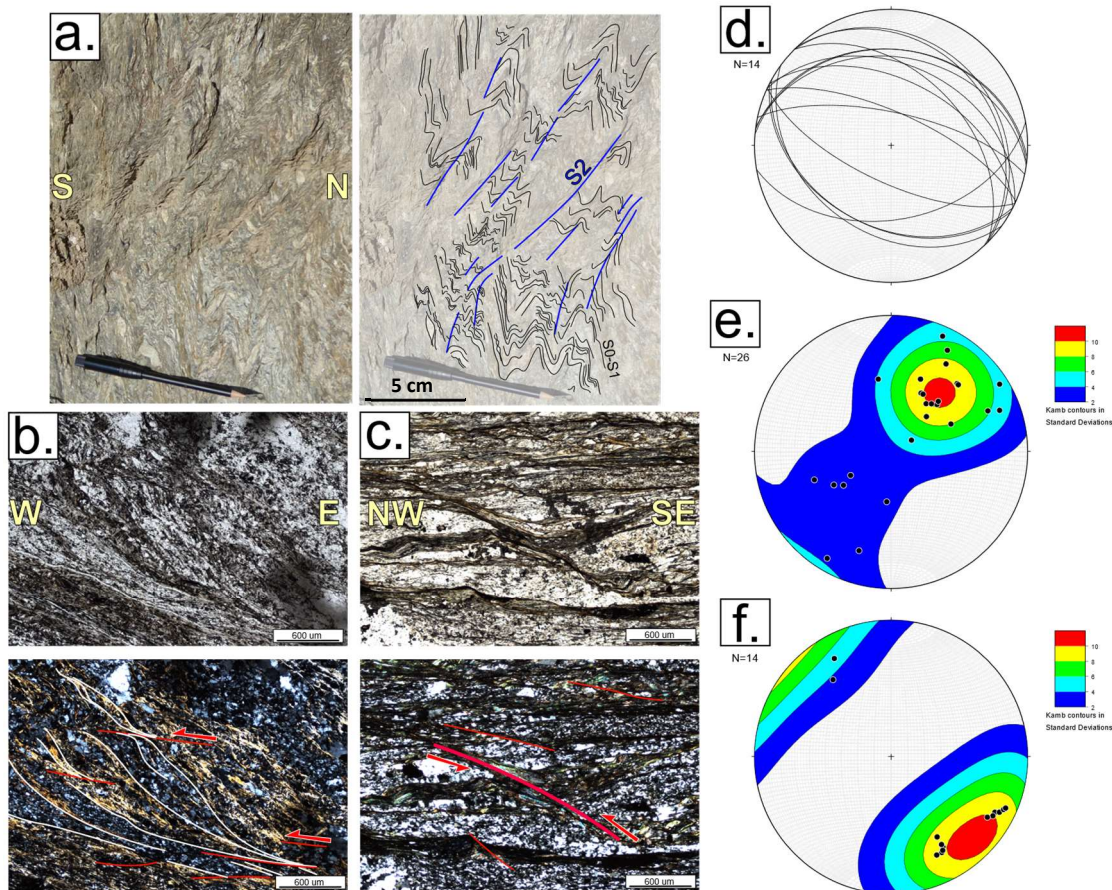 a.
S
N
S2
S0-S1
5 cm
b.
W
E
600 um
600 um
c.
NW
SE
600 um
600 um
d.
N=14
e.
N=26
10
8
6
4
2
Kamb contours in
Standard Deviations
f.
N=14
10
8
6
4
2
Kamb contours in
Standard Deviations